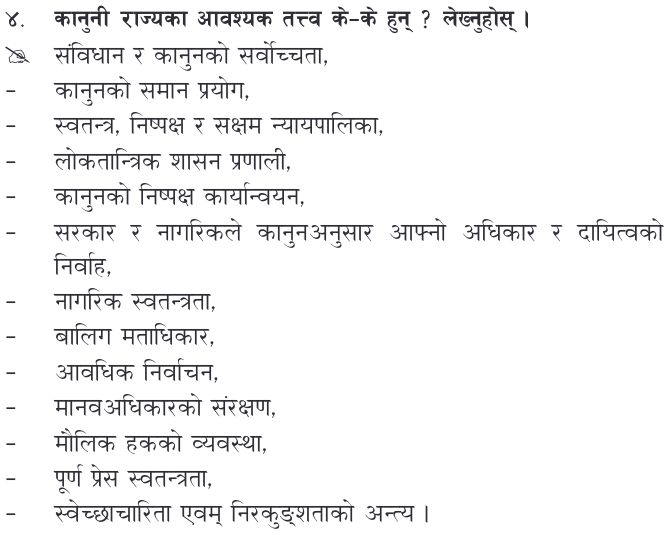 ४. कानुनी राज्यका आवश्यक तत्त्व के-के हुन् ? लेख्नुहोस् ।
✍ संविधान र कानुनको सर्वोच्चता,
- कानुनको समान प्रयोग,
- स्वतन्त्र, निष्पक्ष र सक्षम न्यायपालिका,
- लोकतान्त्रिक शासन प्रणाली,
- कानुनको निष्पक्ष कार्यान्वयन,
- सरकार र नागरिकले कानुनअनुसार आफ्नो अधिकार र दायित्वको
निर्वाह,
- नागरिक स्वतन्त्रता,
- बालिग मताधिकार,
- आवधिक निर्वाचन,
- मानवअधिकारको संरक्षण,
- मौलिक हकको व्यवस्था,
- पूर्ण प्रेस स्वतन्त्रता,
- स्वेच्छाचारिता एवम् निरकुङ्शताको अन्त्य ।